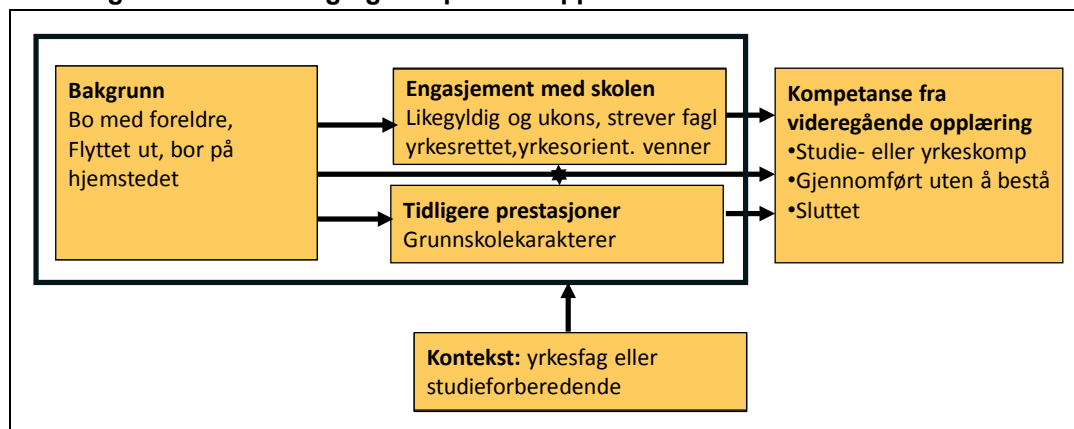 Bakgrunn
Bo med foreldre,
Flyttet ut, bor på
hjemstedet
Engasjement med skolen
Likegyldig og ukons, strever fagl
yrkesrettet,yrkesorient. venner
Tidligere prestasjoner
Grunnskolekarakterer
Kompetanse fra
videregående opplæring
•Studie- eller yrkeskomp
•Gjennomført uten å bestå
•Sluttet
Kontekst: yrkesfag eller
studieforberedende